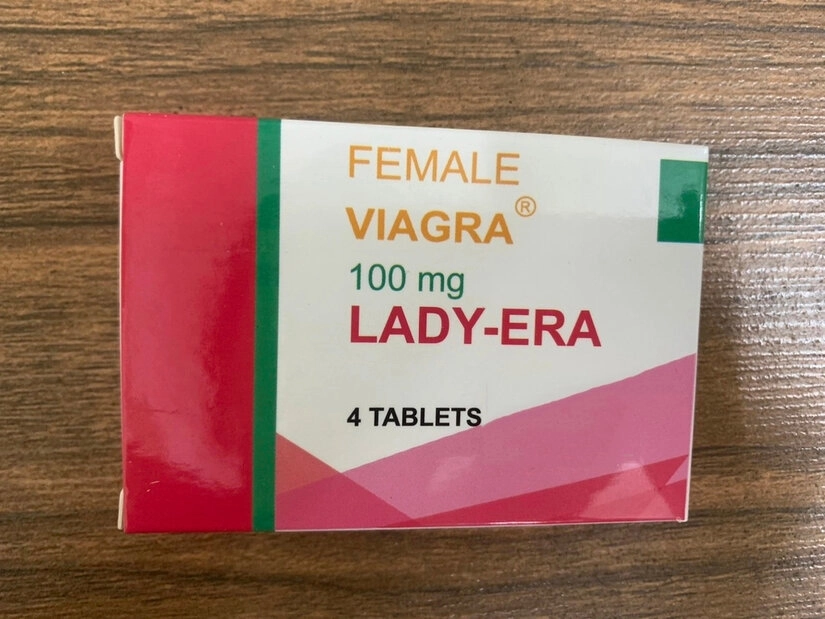 FEMALE
VIAGRA®
100 mg
LADY-ERA
4 TABLETS